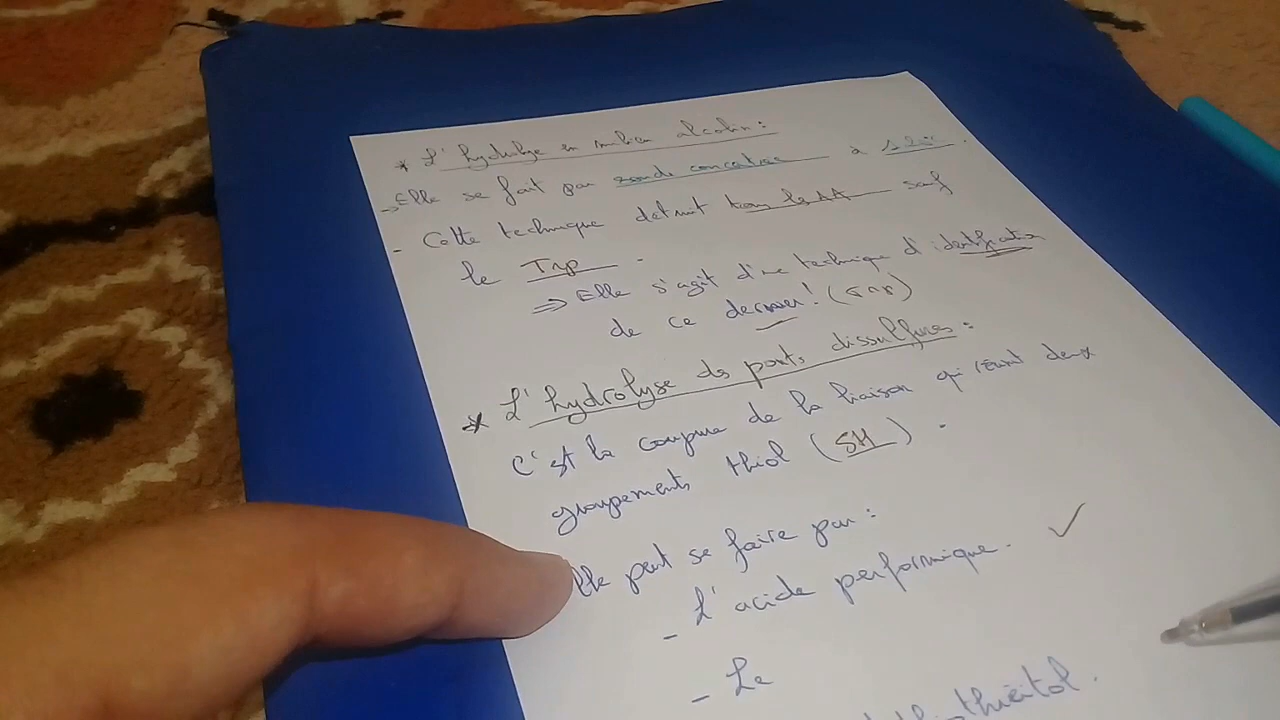 * L'hydrolyse en milieu alcalin :
→ Elle se fait par soude concentrée à
- Cette technique detruit tous les AA sauf
le Trp .
⇒ Elle s'agit d'une technique d'identification
de ce dernier ! (
* L'hydrolyse des ponts dissulfures :
C'est la coupure de la liaison qui réunit deux
groupements thiol (SH) .
Elle peut se faire par :
- L'acide performique . ✓
- Le
thiéitol .